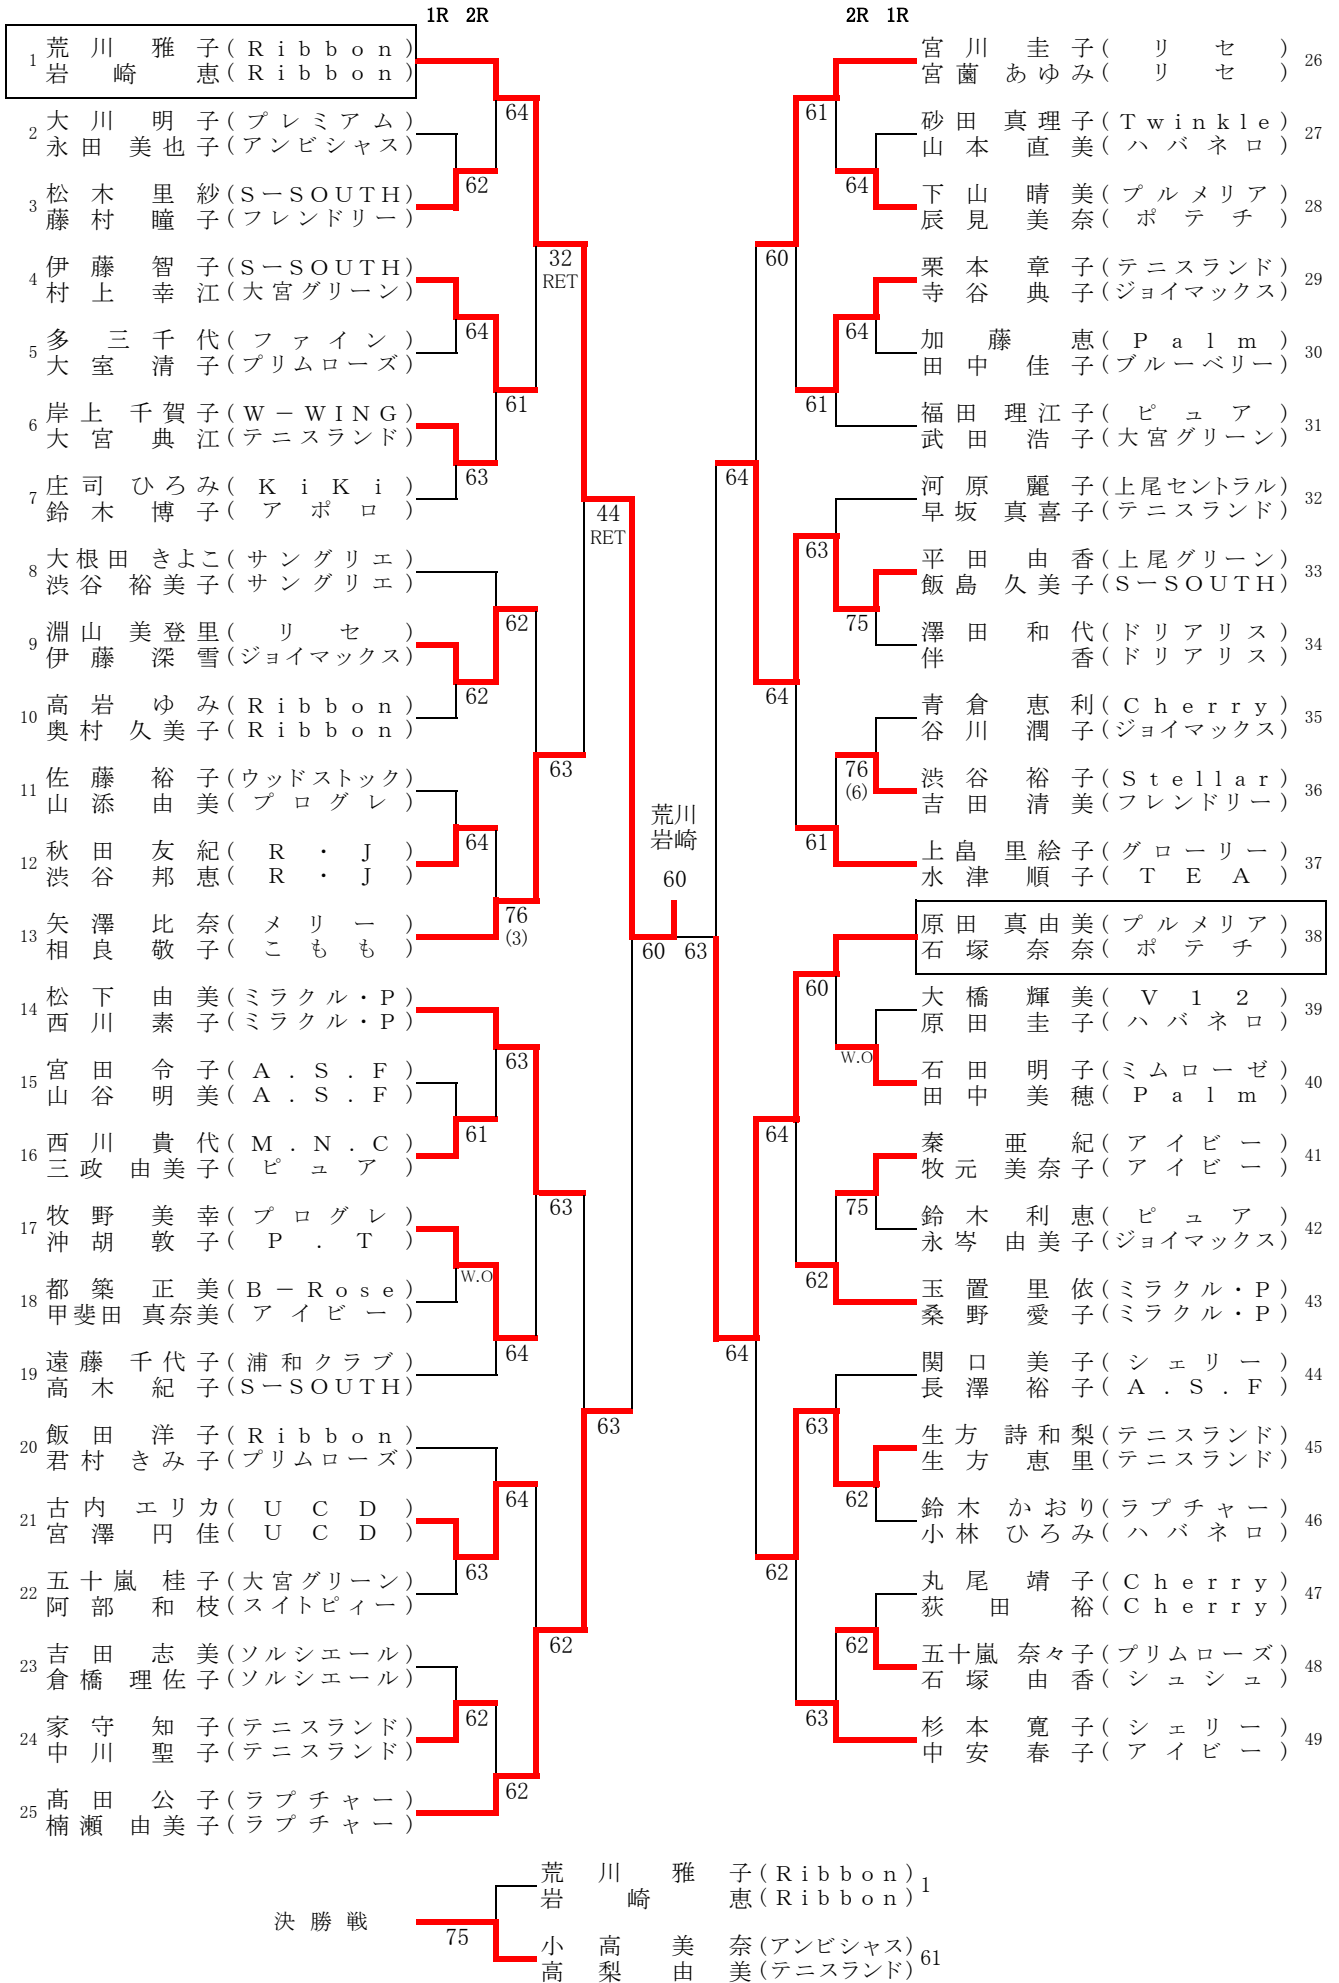 1R 2R
2R 1R
1 荒川 雅子(Ribbon)
岩崎 恵(Ribbon)
2 大川 明子(プレミアム)
永田 美也子(アンビシャス)
3 松木 里紗(S−SOUTH)
藤村 瞳子(フレンドリー)
4 伊藤 智子(S−SOUTH)
村上 幸江(大宮グリーン)
5 多 三千代(ファイン)
大室 清子(プリムローズ)
6 岸上 千賀子(W−WING)
大宮 典江(テニスランド)
7 庄司 ひろみ(KiKi)
鈴木 博子(アポロ)
8 大根田 きよこ(サングリエ)
渋谷 裕美子(サングリエ)
9 淵山 美登里(リセ)
伊藤 深雪(ジョイマックス)
10 高岩 ゆみ(Ribbon)
奥村 久美子(Ribbon)
11 佐藤 裕子(ウッドストック)
山添 由美(プログレ)
12 秋田 友紀(R・J)
渋谷 邦恵(R・J)
13 矢澤 比奈(メリー)
相良 敬子(こもも)
14 松下 由美(ミラクル・P)
西川 素子(ミラクル・P)
15 宮田 令子(A.S.F)
山谷 明美(A.S.F)
16 西川 貴代(M.N.C)
三政 由美子(ピュア)
17 牧野 美幸(プログレ)
沖胡 敦子(P.T)
18 都築 正美(B−Rose)
甲斐田 真奈美(アイビー)
19 遠藤 千代子(浦和クラブ)
高木 紀子(S−SOUTH)
20 飯田 洋子(Ribbon)
君村 きみ子(プリムローズ)
21 古内 エリカ(UCD)
宮澤 円佳(UCD)
22 五十嵐 桂子(大宮グリーン)
阿部 和枝(スイトピィー)
23 吉田 志美(ソルシエール)
倉橋 理佐子(ソルシエール)
24 家守 知子(テニスランド)
中川 聖子(テニスランド)
25 髙田 公子(ラプチャー)
楠瀬 由美子(ラプチャー)
64
62
64
61
63
32
RET
62
62
64
76
(3)
63
44
RET
63
61
W.O
64
63
64
63
62
62
62
63
60
荒川
岩崎
60
63
宮川 圭子(リセ) 26
宮薗 あゆみ(リセ)
砂田 真理子(Twinkle) 27
山本 直美(ハバネロ)
下山 晴美(プルメリア) 28
辰見 美奈(ポテチ)
栗本 章子(テニスランド) 29
寺谷 典子(ジョイマックス)
加藤 恵(Palm) 30
田中 佳子(ブルーベリー)
福田 理江子(ピュア) 31
武田 浩子(大宮グリーン)
河原 麗子(上尾セントラル) 32
早坂 真喜子(テニスランド)
平田 由香(上尾グリーン) 33
飯島 久美子(S−SOUTH)
澤田 和代(ドリアリス) 34
伴 香(ドリアリス)
青倉 恵利(Cherry) 35
谷川 潤子(ジョイマックス)
渋谷 裕子(Stellar) 36
吉田 清美(フレンドリー)
上畠 里絵子(グローリー) 37
水津 順子(TEA)
原田 真由美(プルメリア) 38
石塚 奈奈(ポテチ)
大橋 輝美(V12) 39
原田 圭子(ハバネロ)
石田 明子(ミムローゼ) 40
田中 美穂(Palm)
秦 亜紀(アイビー) 41
牧元 美奈子(アイビー)
鈴木 利恵(ピュア) 42
永岑 由美子(ジョイマックス)
玉置 里依(ミラクル・P) 43
桑野 愛子(ミラクル・P)
関口 美子(シェリー) 44
長澤 裕子(A.S.F)
生方 詩和梨(テニスランド) 45
生方 恵里(テニスランド)
鈴木 かおり(ラプチャー) 46
小林 ひろみ(ハバネロ)
丸尾 靖子(Cherry) 47
荻田 裕(Cherry)
五十嵐 奈々子(プリムローズ) 48
石塚 由香(シュシュ)
杉本 寛子(シェリー) 49
中安 春子(アイビー)
61
64
60
64
61
64
63
75
64
76
(6)
61
60
W.O
64
75
62
64
63
62
62
62
63
決勝戦
75
荒川 雅子(Ribbon) 1
岩崎 恵(Ribbon)
小高 美奈(アンビシャス) 61
高梨 由美(テニスランド)